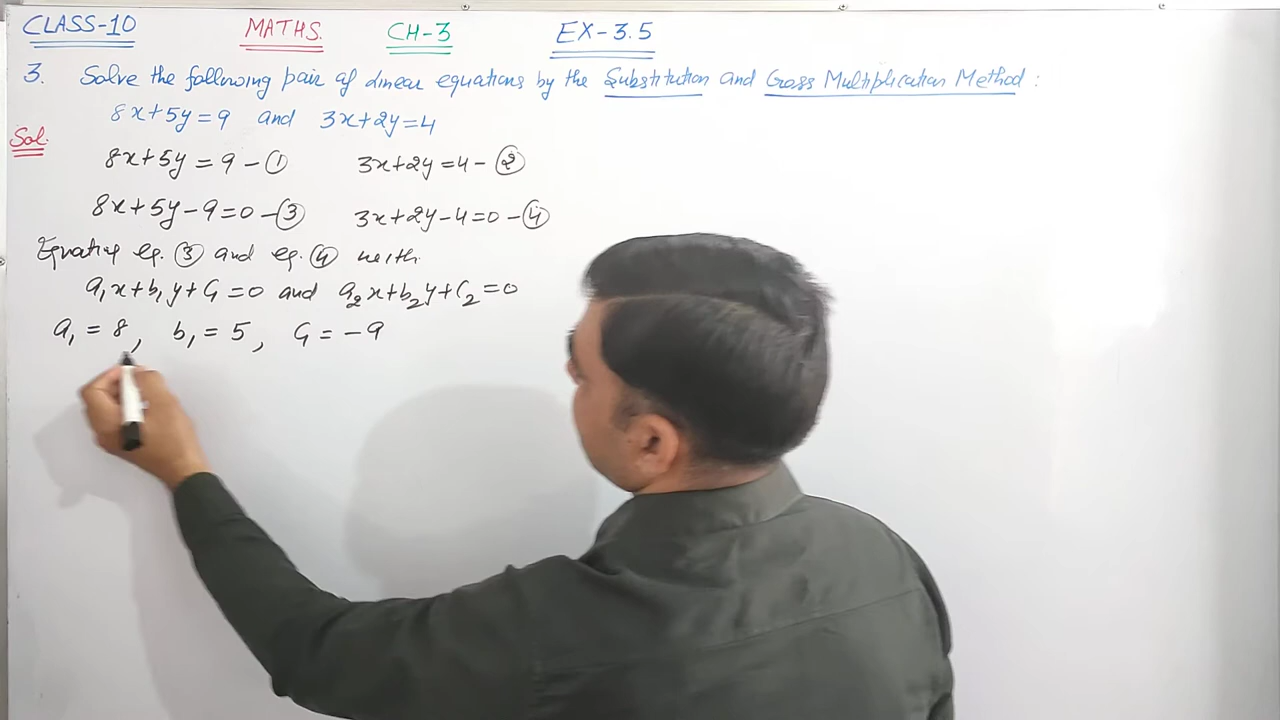 CLASS-10 MATHS. CH-3 EX-3.5
3. Solve the following pair of linear equations by the Substitution and Cross Multiplication Method :
8x+5y=9 and 3x+2y=4
Sol.
8x+5y=9-① 3x+2y=4-②
8x+5y-9=0-③ 3x+2y-4=0-④
Equating eq. ③ and eq. ④ with
a₁x+b₁y+C₁=0 and a₂x+b₂y+C₂=0
a₁=8, b₁=5, C₁=-9